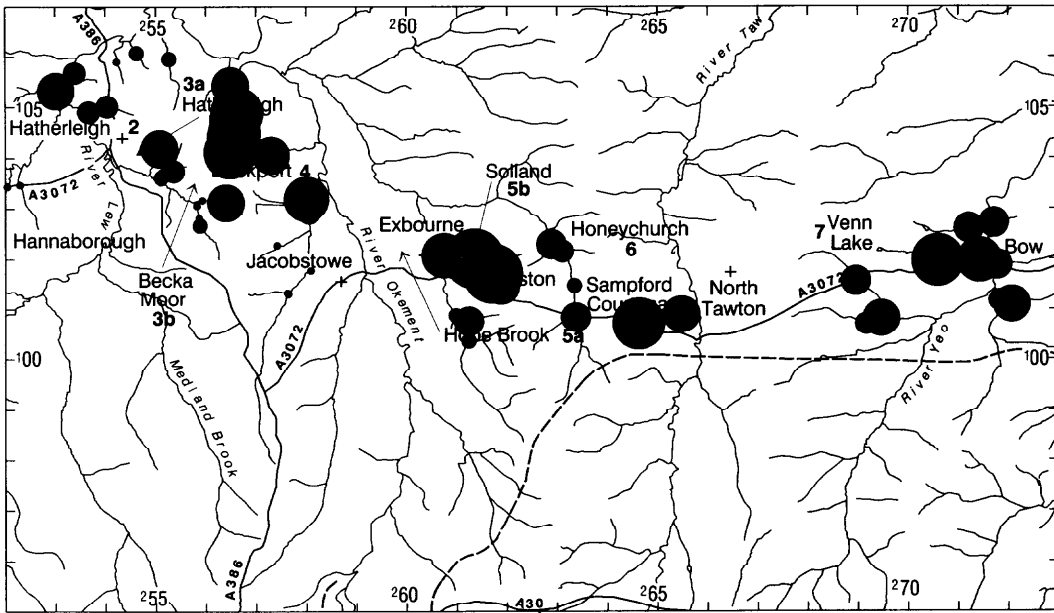 255
260
265
270
A386
River Taw
3a
105
105
Hatherleigh
2
4
A3072
River Lew
Solland
5b
Exbourne
Honeychurch
6
7
Venn
Lake
Bow
Hannaborough
Jacobstowe
River Okement
Becka
Moor
3b
Sampford
North
Tawton
A3072
Brook
5a
100
100
A3072
River Yeo
Medland Brook
A386
A30
255
260
265
270